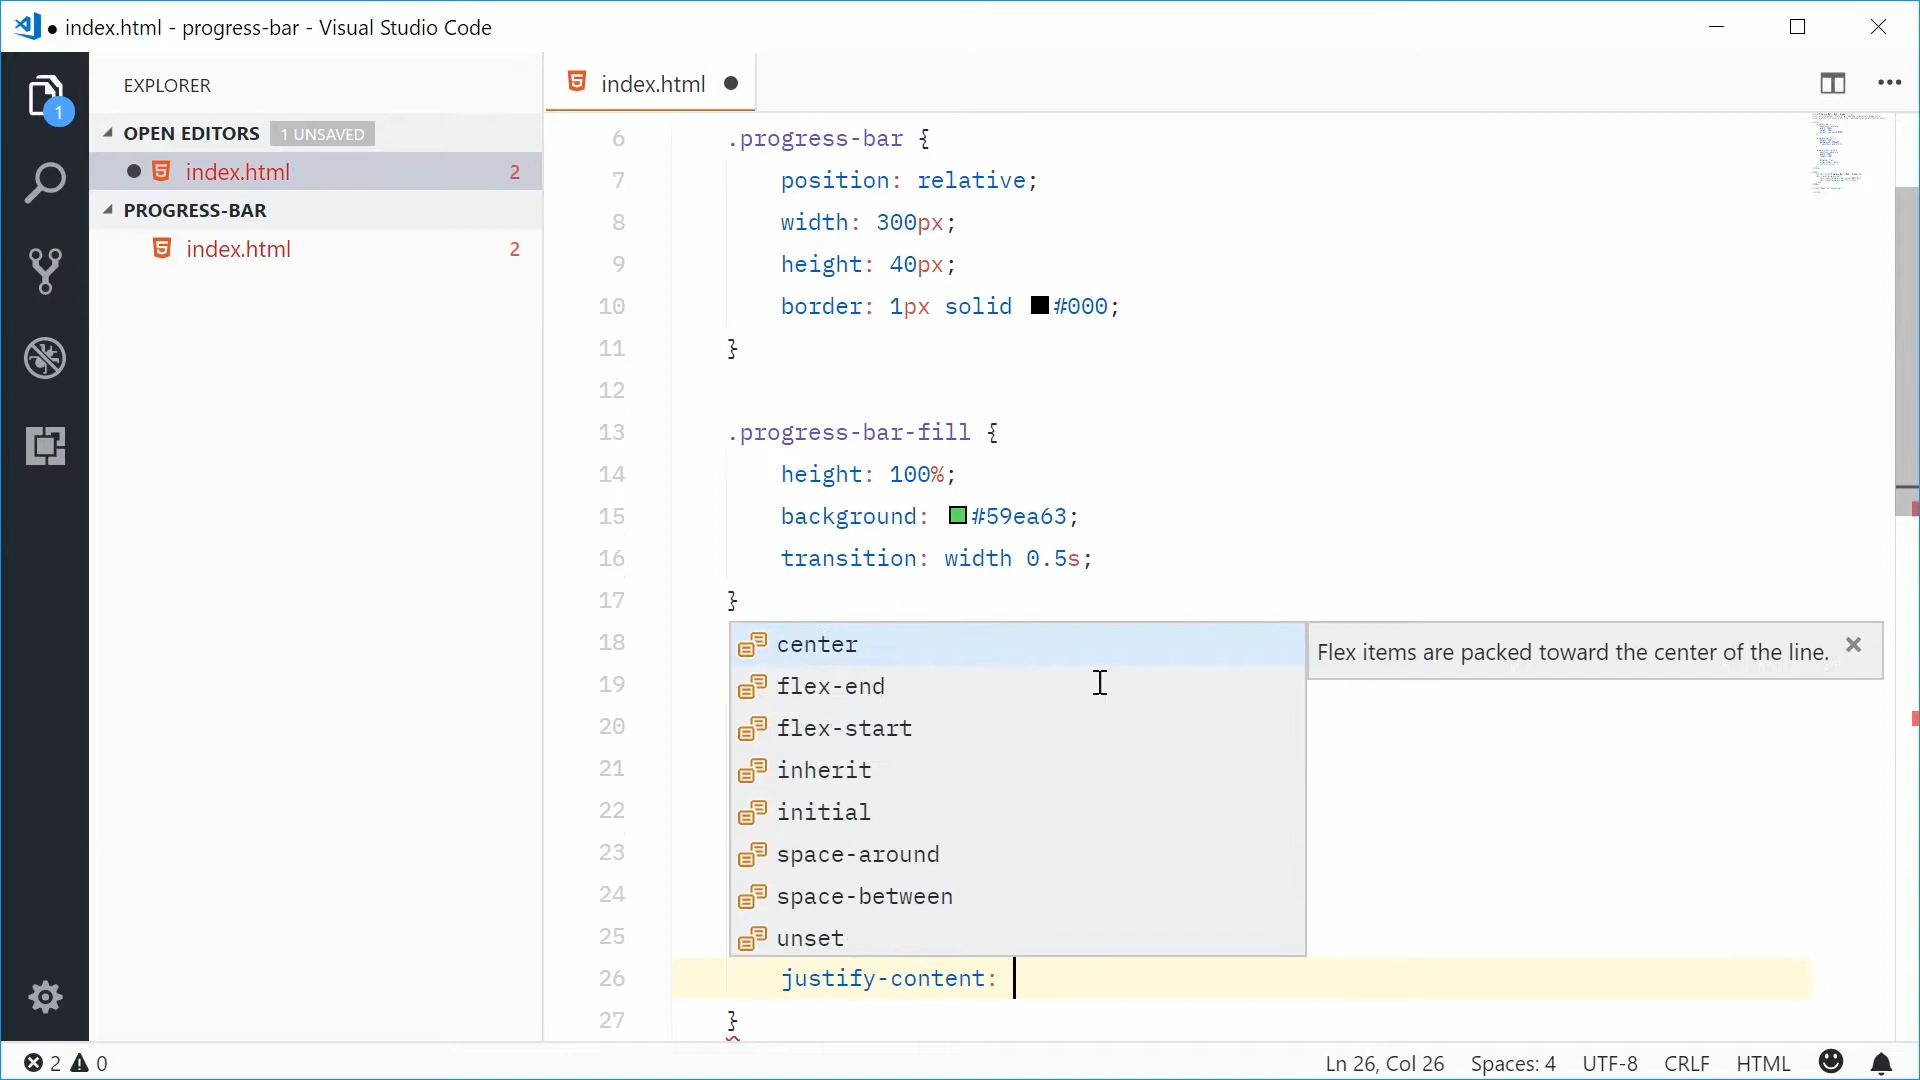 ● index.html - progress-bar - Visual Studio Code
EXPLORER
OPEN EDITORS 1 UNSAVED
● index.html 2
PROGRESS-BAR
index.html 2
1
index.html ●
6 .progress-bar {
7 position: relative;
8 width: 300px;
9 height: 40px;
10 border: 1px solid #000;
11 }
12
13 .progress-bar-fill {
14 height: 100%;
15 background: #59ea63;
16 transition: width 0.5s;
17 }
18
19
20
21
22
23
24
25
center
flex-end
flex-start
inherit
initial
space-around
space-between
unset
Flex items are packed toward the center of the line.
26 justify-content:
27 }
2 0
Ln 26, Col 26 Spaces: 4 UTF-8 CRLF HTML